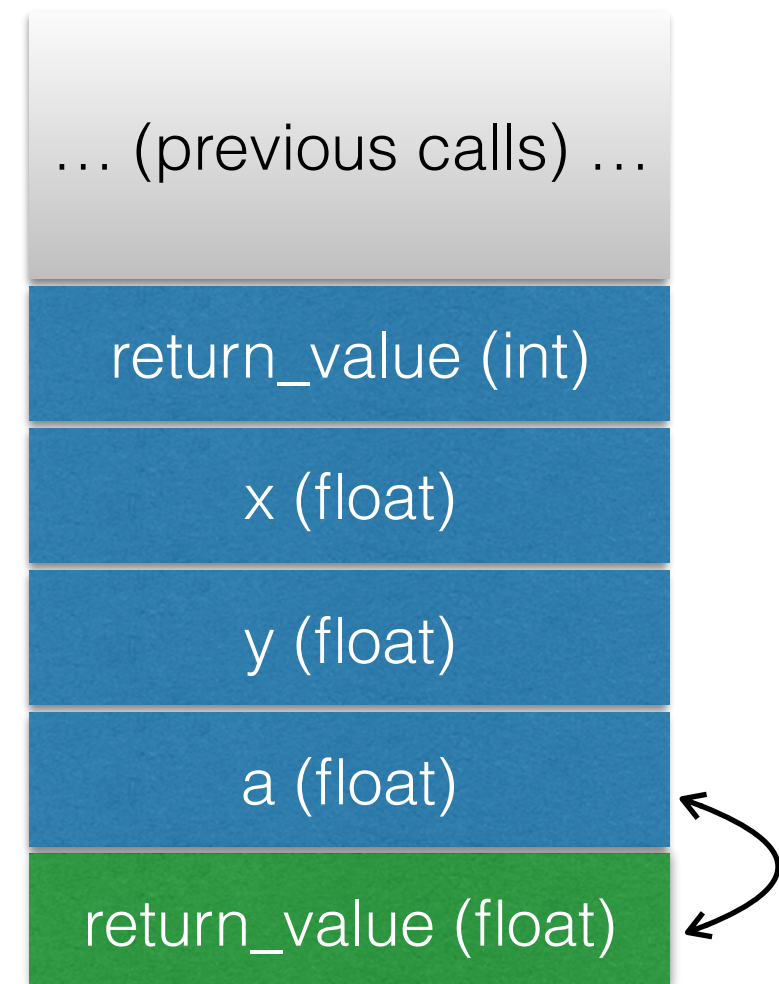 … (previous calls) …
return_value (int)
x (float)
y (float)
a (float)
return_value (float)